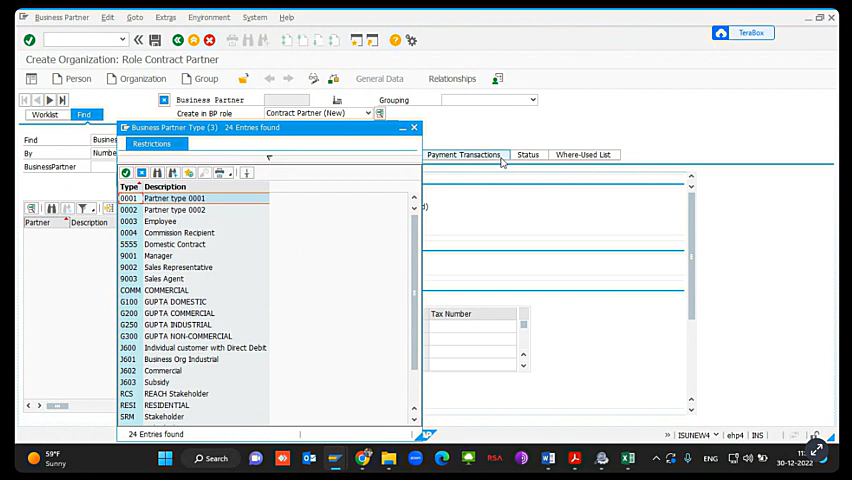 Business Partner Edit Goto Extras Environment System Help
TeraBox
Create Organization: Role Contract Partner
Person Organization Group General Data Relationships
Business Partner Grouping
Worklist Find Create in BP role Contract Partner (New)
Business Partner Type (3) 24 Entries found
Find Busines
Restrictions
By Numbe
Payment Transactions Status Where-Used List
BusinessPartner
Type Description
0001 Partner type 0001
0002 Partner type 0002
0003 Employee
0004 Commission Recipient
5555 Domestic Contract
9001 Manager
9002 Sales Representative
9003 Sales Agent
COMM COMMERCIAL
G100 GUPTA DOMESTIC
G200 GUPTA COMMERCIAL
G250 GUPTA INDUSTRIAL
G300 GUPTA NON-COMMERCIAL
J600 Individual customer with Direct Debit
J601 Business Org Industrial
J602 Commercial
J603 Subsidy
RCS REACH Stakeholder
RESI RESIDENTIAL
SRM Stakeholder
24 Entries found
Partner Description
d)
Tax Number
ISUNEW4 ehp4 INS
59°F
Sunny
Search
ENG
30-12-2022